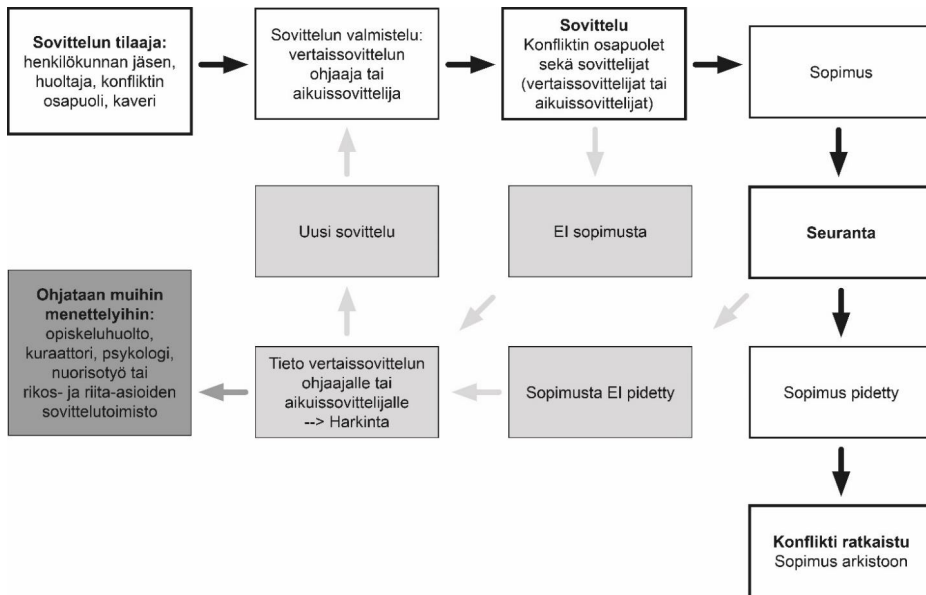 Sovittelun tilaaja:
henkilökunnan jäsen,
huoltaja, konfliktin
osapuoli, kaveri
Sovittelun valmistelu:
vertaissovittelun
ohjaaja tai
aikuissovittelija
Sovittelu
Konfliktin osapuolet
sekä sovittelijat
(vertaissovittelijat tai
aikuissovittelijat)
Sopimus
Uusi sovittelu
EI sopimusta
Seuranta
Ohjataan muihin
menettelyihin:
opiskeluhuolto,
kuraattori, psykologi,
nuorisotyö tai
rikos- ja riita-asioiden
sovittelutoimisto
Tieto vertaissovittelun
ohjaajalle tai
aikuissovittelijalle
--> Harkinta
Sopimusta EI pidetty
Sopimus pidetty
Konflikti ratkaistu
Sopimus arkistoon